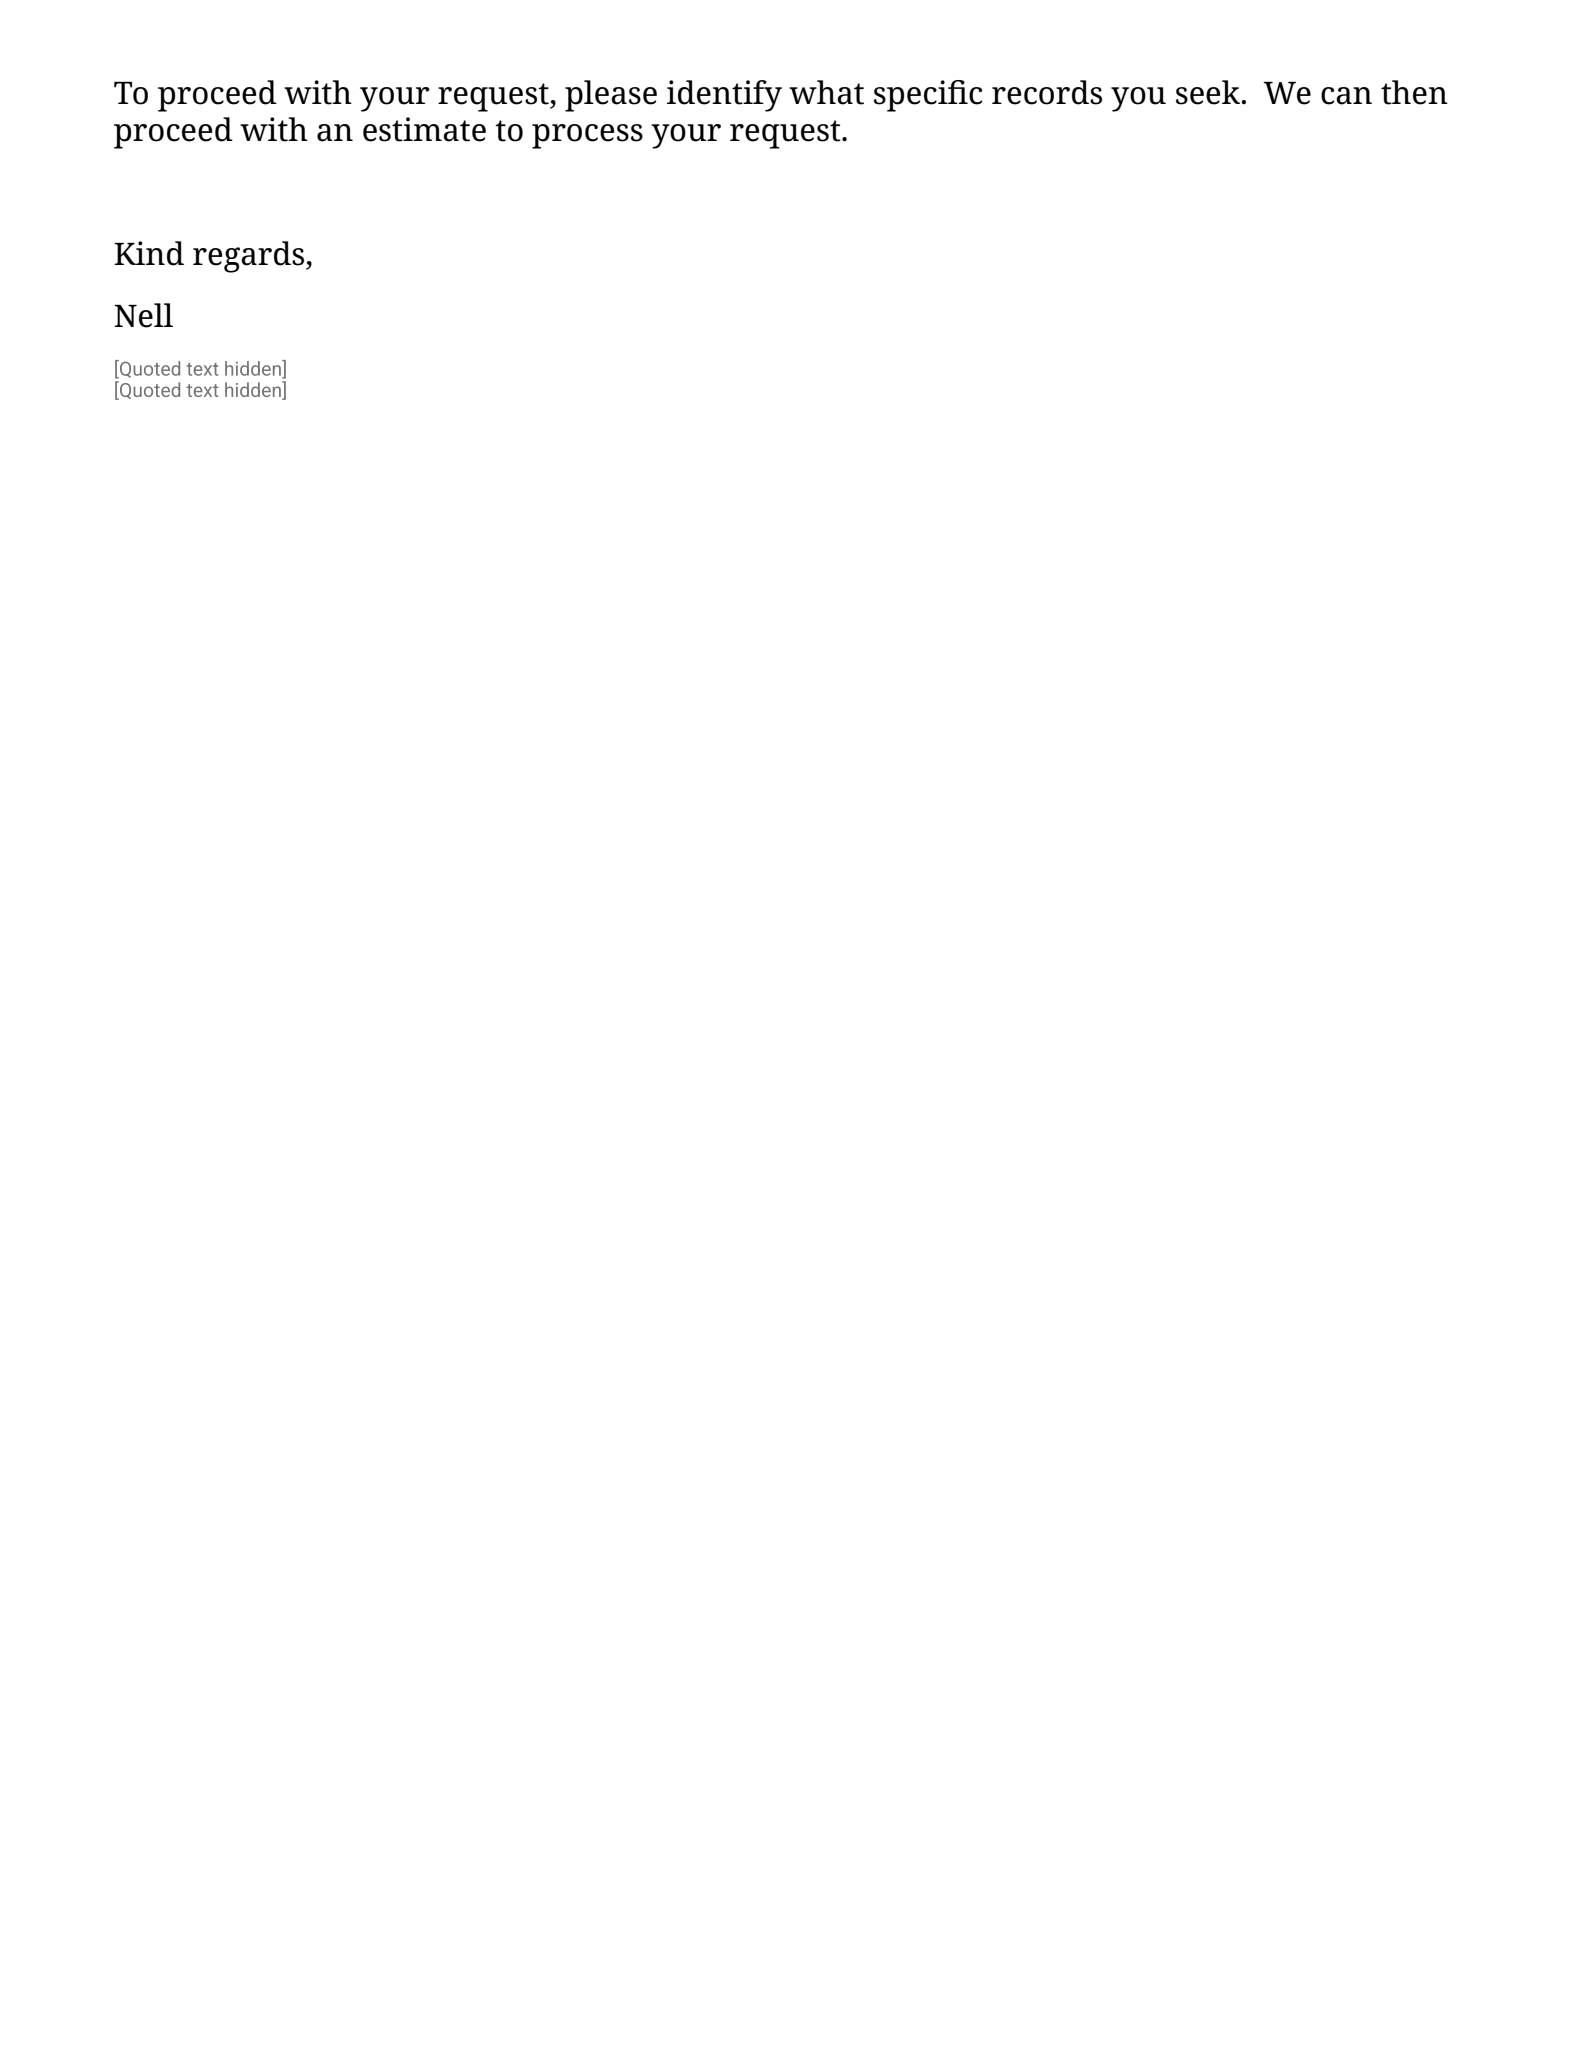 To proceed with your request, please identify what specific records you seek.  We can then
proceed with an estimate to process your request.
Kind regards,
Nell
[Quoted text hidden]
[Quoted text hidden]